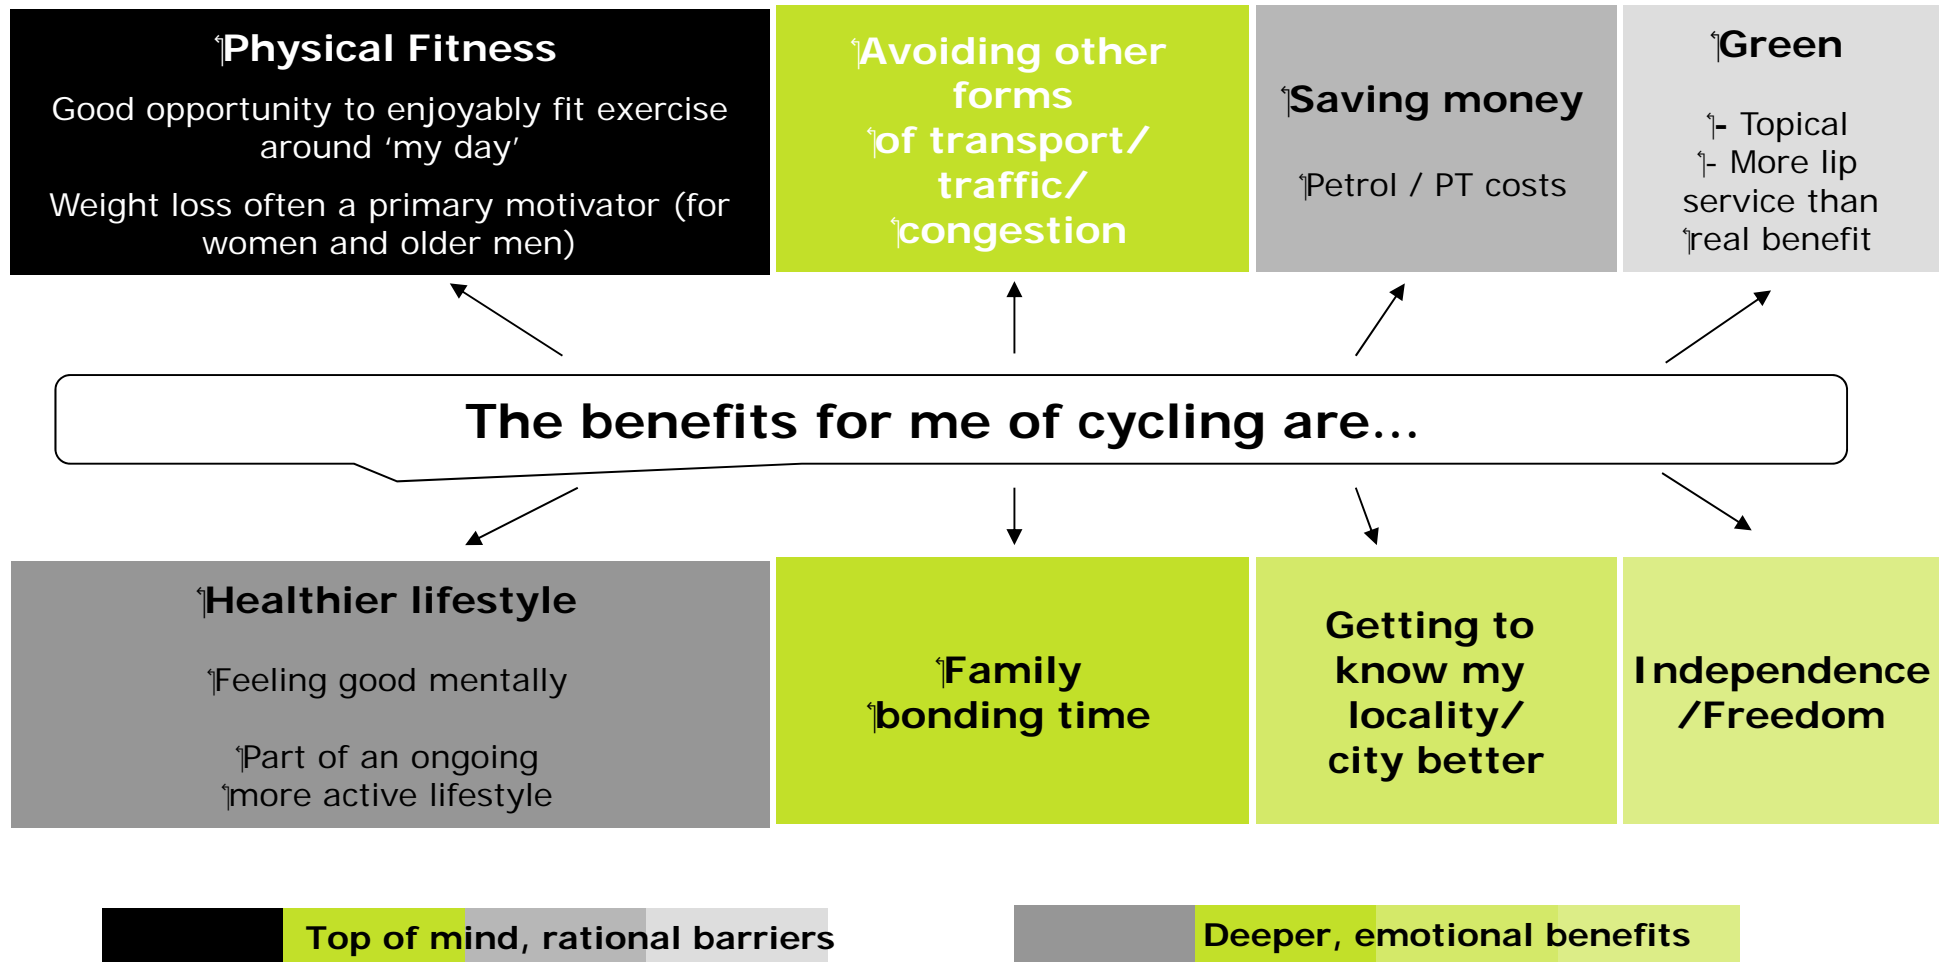 Physical Fitness
Good opportunity to enjoyably fit exercise
around ‘my day’
Weight loss often a primary motivator (for
women and older men)
Avoiding other
forms
of transport/
traffic/
congestion
Saving money
Petrol / PT costs
Green
- Topical
- More lip
service than
real benefit
The benefits for me of cycling are...
Healthier lifestyle
Feeling good mentally
Part of an ongoing
more active lifestyle
Family
bonding time
Getting to
know my
locality/
city better
Independence
/Freedom
Top of mind, rational barriers
Deeper, emotional benefits